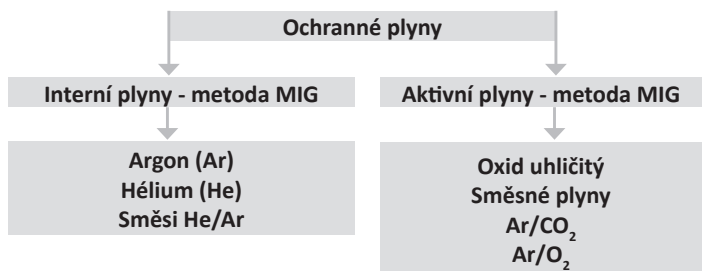 Ochranné plyny
Interní plyny - metoda MIG
Aktivní plyny - metoda MIG
Argon (Ar)
Hélium (He)
Směsi He/Ar
Oxid uhličitý
Směsné plyny
Ar/CO₂
Ar/O₂